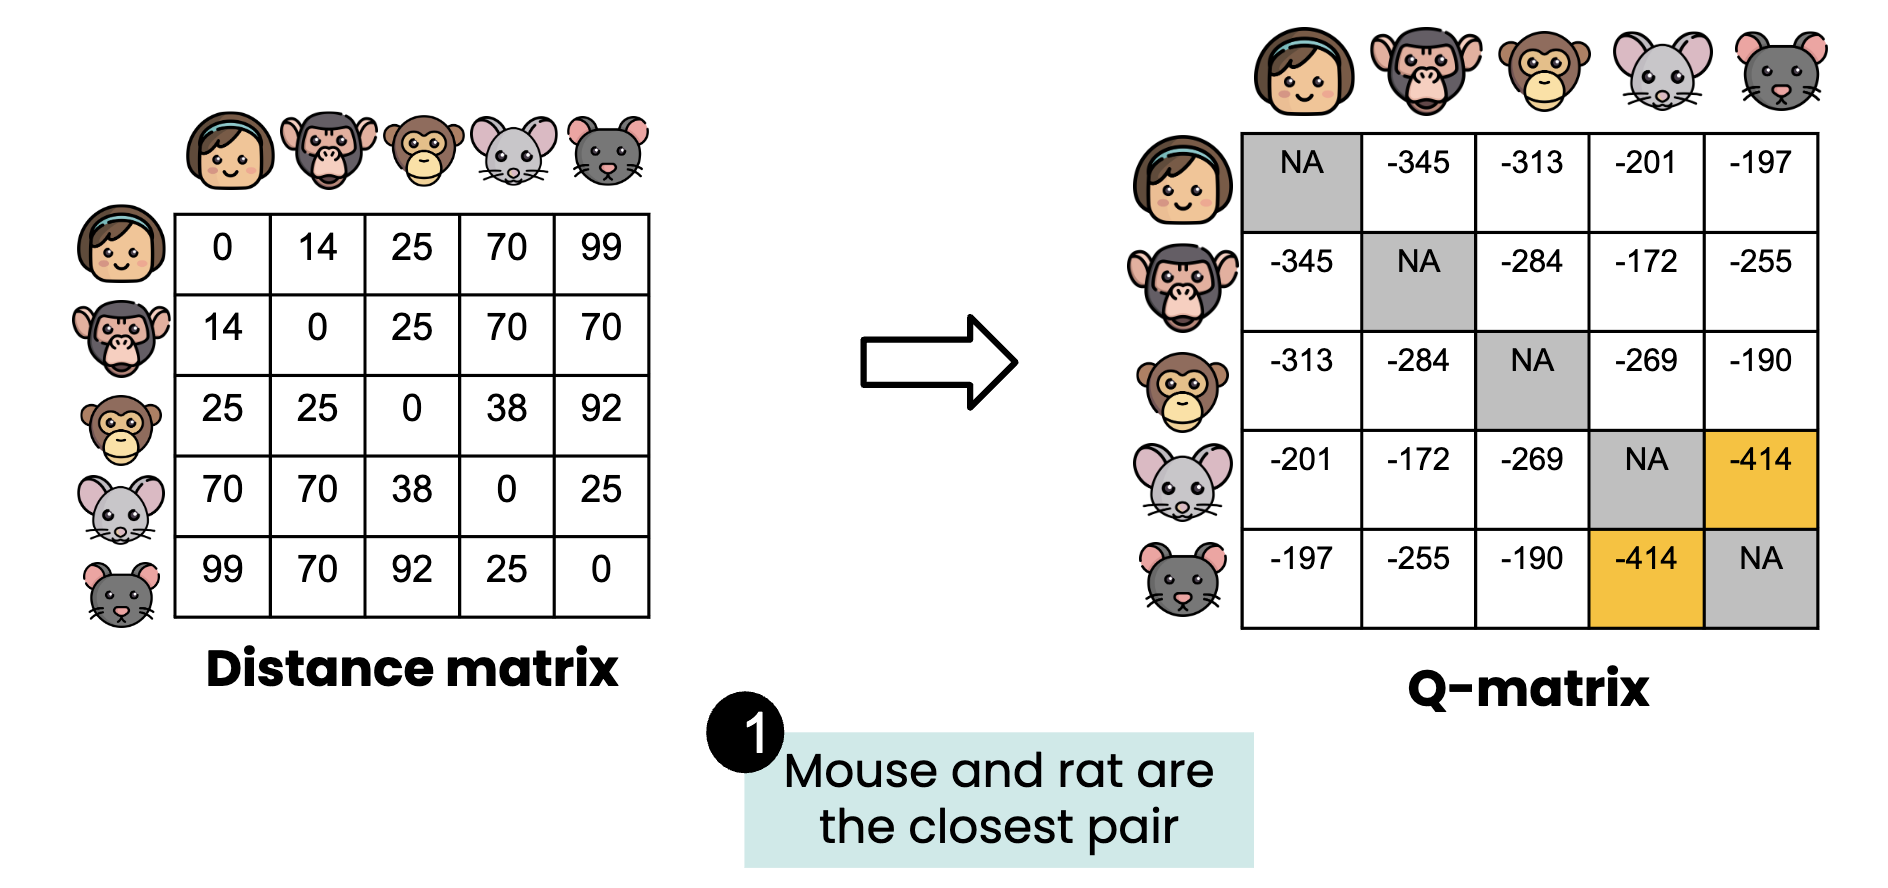 NA -345 -313 -201 -197
0 14 25 70 99
-345 NA -284 -172 -255
14 0 25 70 70
-313 -284 NA -269 -190
25 25 0 38 92
-201 -172 -269 NA -414
70 70 38 0 25
-197 -255 -190 -414 NA
99 70 92 25 0
Distance matrix
Q-matrix
1
Mouse and rat are
the closest pair